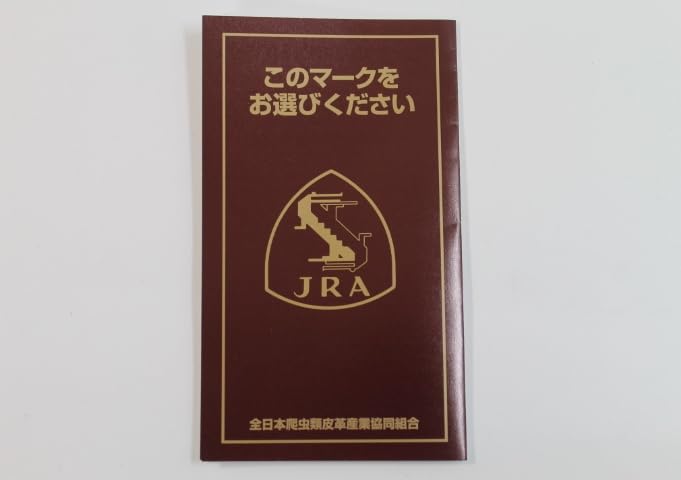 このマークを
お選びください
JRA
全日本爬虫類皮革産業協同組合